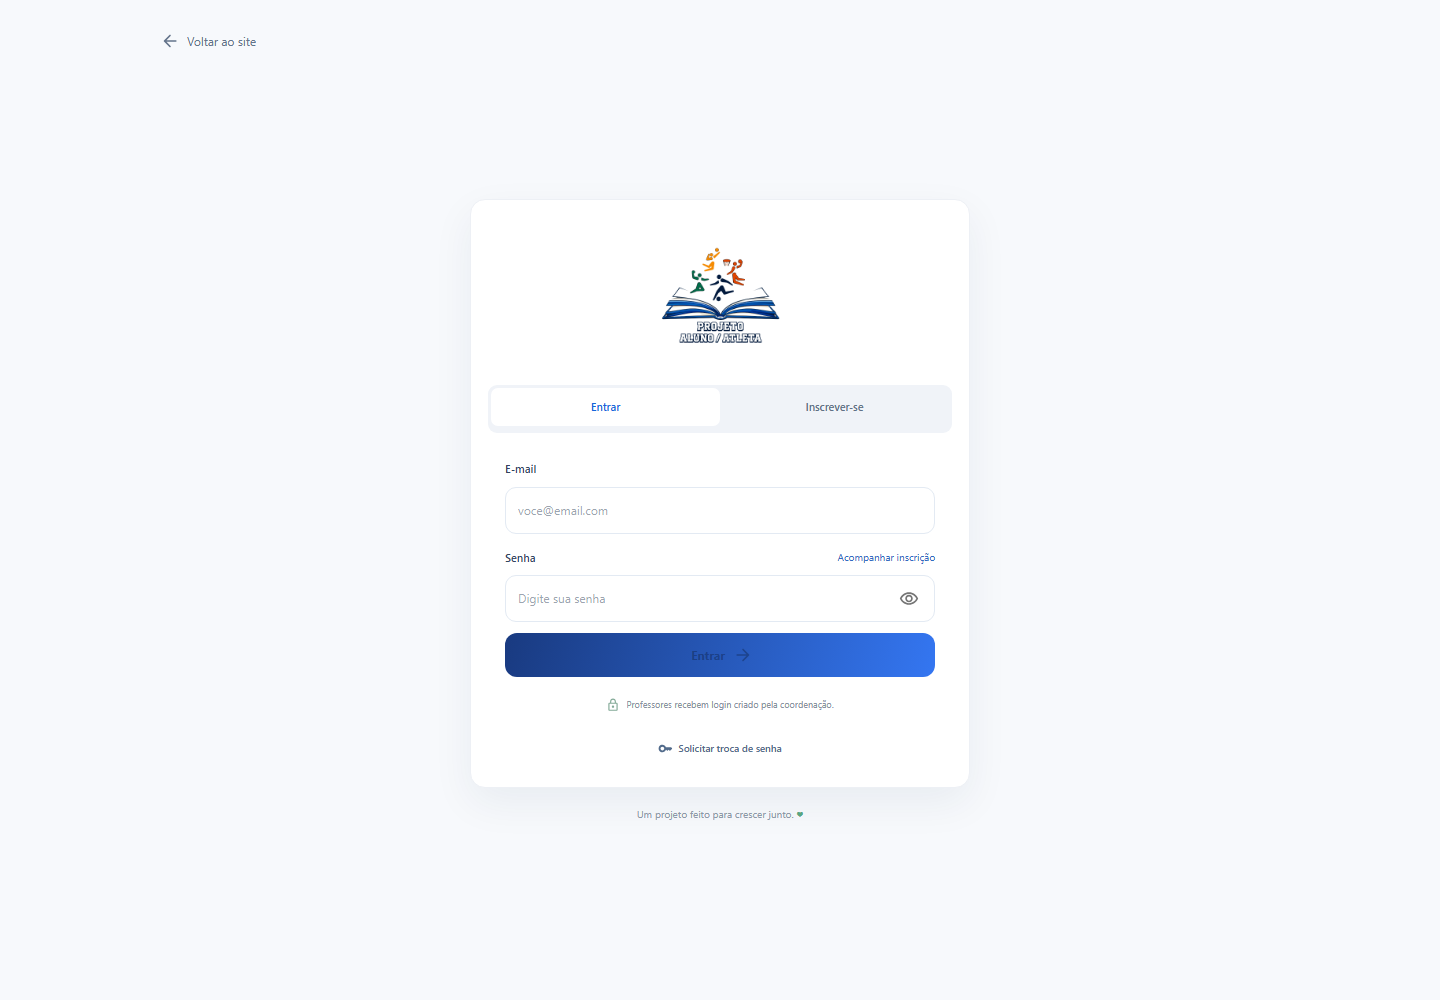 Voltar ao site
PROJETO
ALUNO / ATLETA
Entrar
Inscrever-se
E-mail
voce@email.com
Senha
Acompanhar inscrição
Digite sua senha
Entrar
Professores recebem login criado pela coordenação.
Solicitar troca de senha
Um projeto feito para crescer junto.